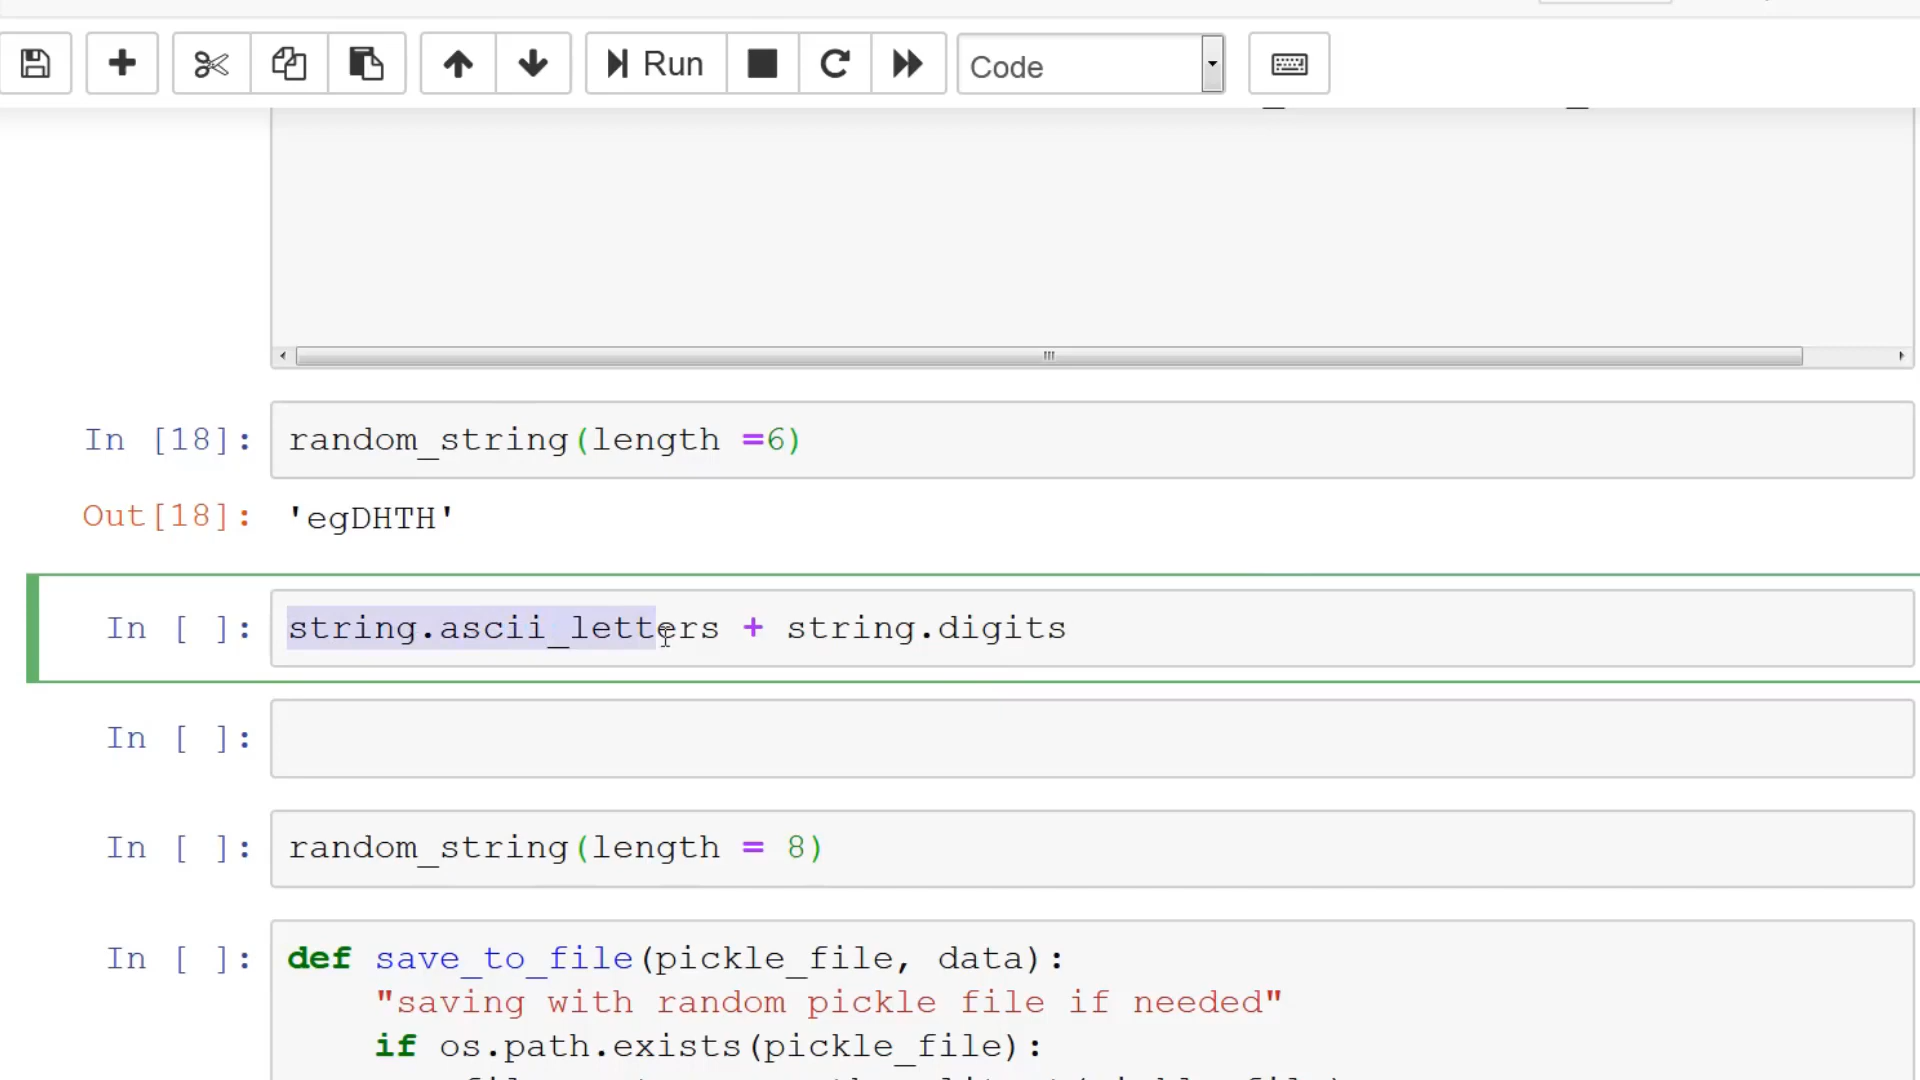 Run
Code
In [18]: random_string(length =6)
Out[18]: 'egDHTH'
In [ ]: string.ascii_letters + string.digits
In [ ]:
In [ ]: random_string(length = 8)
In [ ]: def save_to_file(pickle_file, data):
"saving with random pickle file if needed"
if os.path.exists(pickle_file):